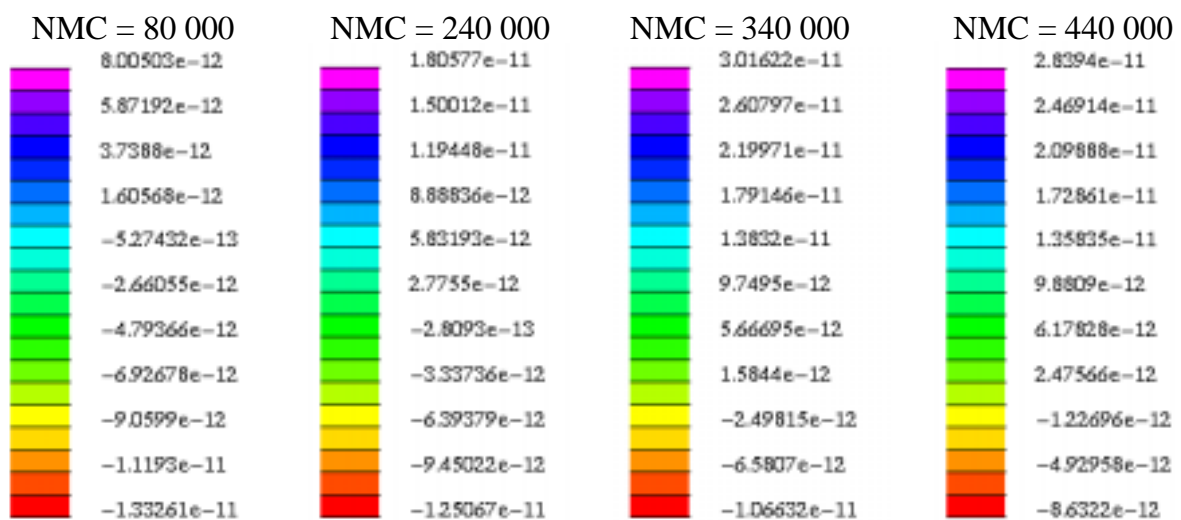 NMC = 80 000 NMC = 240 000 NMC = 340 000 NMC = 440 000
8.00503e-12 1.80577e-11 3.01622e-11 2.8394e-11
5.87192e-12 1.50012e-11 2.60797e-11 2.46914e-11
3.7388e-12 1.19448e-11 2.19971e-11 2.09888e-11
1.60568e-12 8.88836e-12 1.79146e-11 1.72861e-11
-5.27432e-13 5.83193e-12 1.3832e-11 1.35835e-11
-2.66055e-12 2.7755e-12 9.7495e-12 9.8809e-12
-4.79366e-12 -2.8093e-13 5.66695e-12 6.17828e-12
-6.92678e-12 -3.33736e-12 1.5844e-12 2.47566e-12
-9.0599e-12 -6.39379e-12 -2.49815e-12 -1.22696e-12
-1.1193e-11 -9.45022e-12 -6.5807e-12 -4.92958e-12
-1.33261e-11 -1.25067e-11 -1.06632e-11 -8.6322e-12